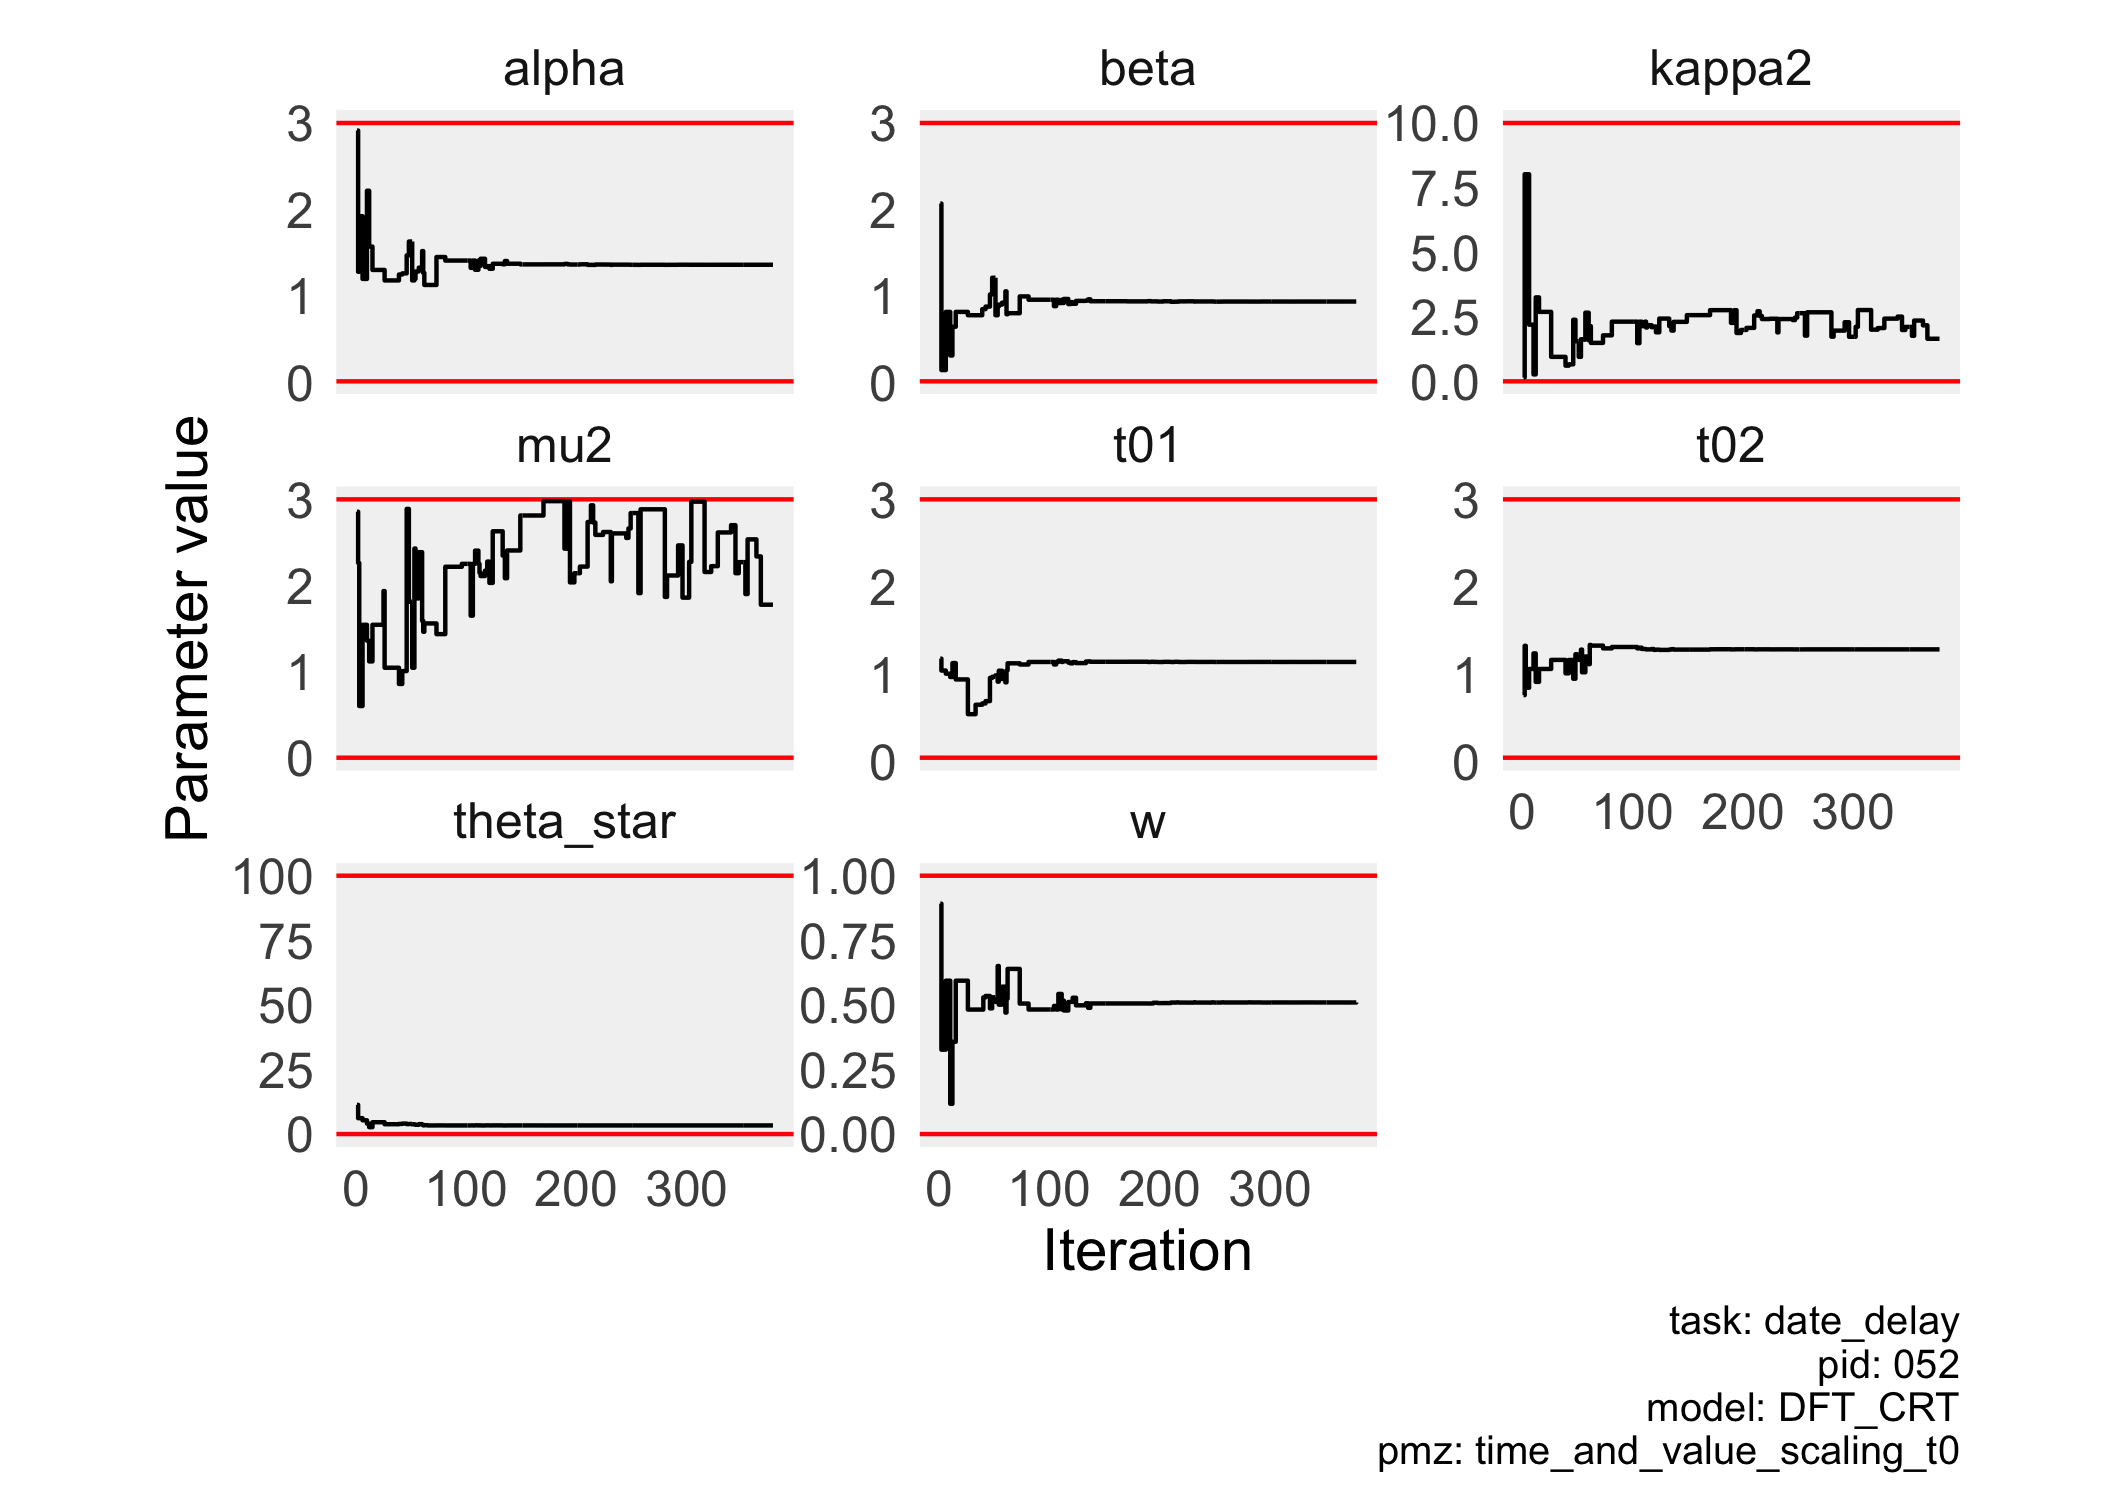 alpha
beta
kappa2
3
2
1
0
3
2
1
0
10.0
7.5
5.0
2.5
0.0
mu2
t01
t02
3
2
1
0
3
2
1
0
3
2
1
0
0 100 200 300
theta_star
w
100
75
50
25
0
1.00
0.75
0.50
0.25
0.00
0 100 200 300
0 100 200 300
Parameter value
Iteration
task: date_delay
pid: 052
model: DFT_CRT
pmz: time_and_value_scaling_t0